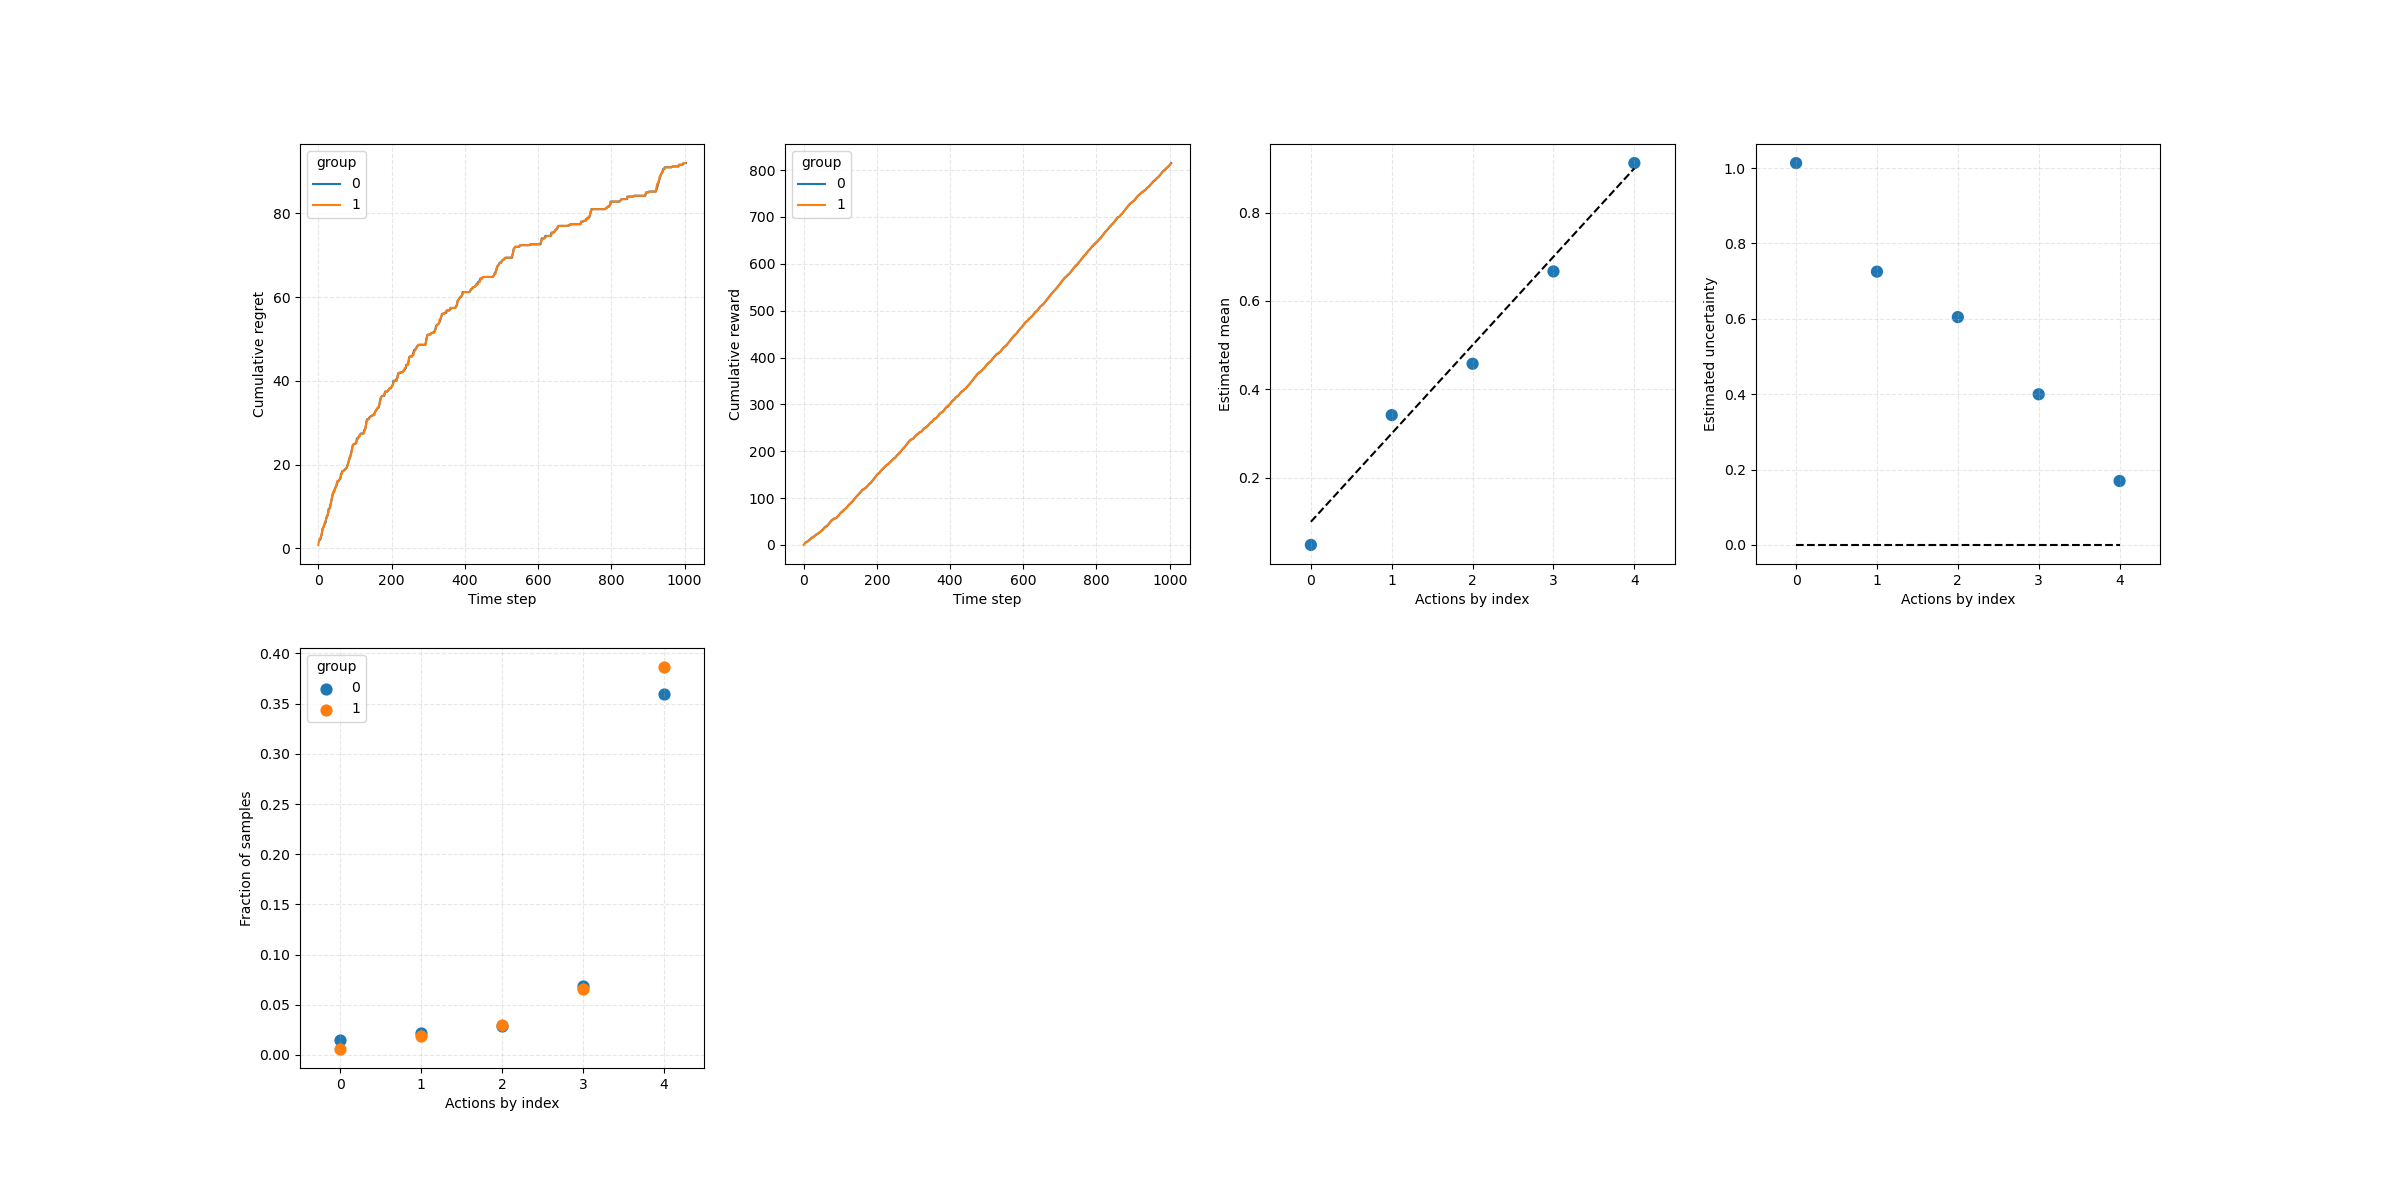 group
0
1
80
60
40
20
0
Cumulative regret
0 200 400 600 800 1000
Time step
group
0
1
800
700
600
500
400
300
200
100
0
Cumulative reward
0 200 400 600 800 1000
Time step
0.8
0.6
0.4
0.2
Estimated mean
0 1 2 3 4
Actions by index
1.0
0.8
0.6
0.4
0.2
0.0
Estimated uncertainty
0 1 2 3 4
Actions by index
group
0
1
0.40
0.35
0.30
0.25
0.20
0.15
0.10
0.05
0.00
Fraction of samples
0 1 2 3 4
Actions by index